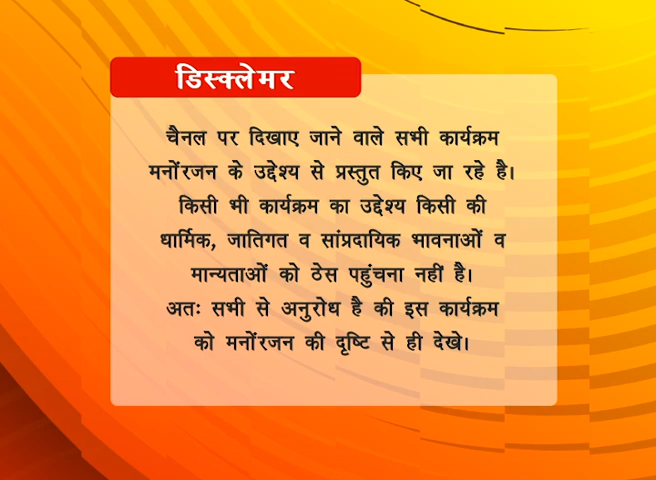 डिस्क्लेमर
चैनल पर दिखाए जाने वाले सभी कार्यक्रम
मनोंरजन के उद्देश्य से प्रस्तुत किए जा रहे है।
किसी भी कार्यक्रम का उद्देश्य किसी की
धार्मिक, जातिगत व सांप्रदायिक भावनाओं व
मान्यताओं को ठेस पहुंचना नहीं है।
अतः सभी से अनुरोध है की इस कार्यक्रम
को मनोंरजन की दृष्टि से ही देखे।